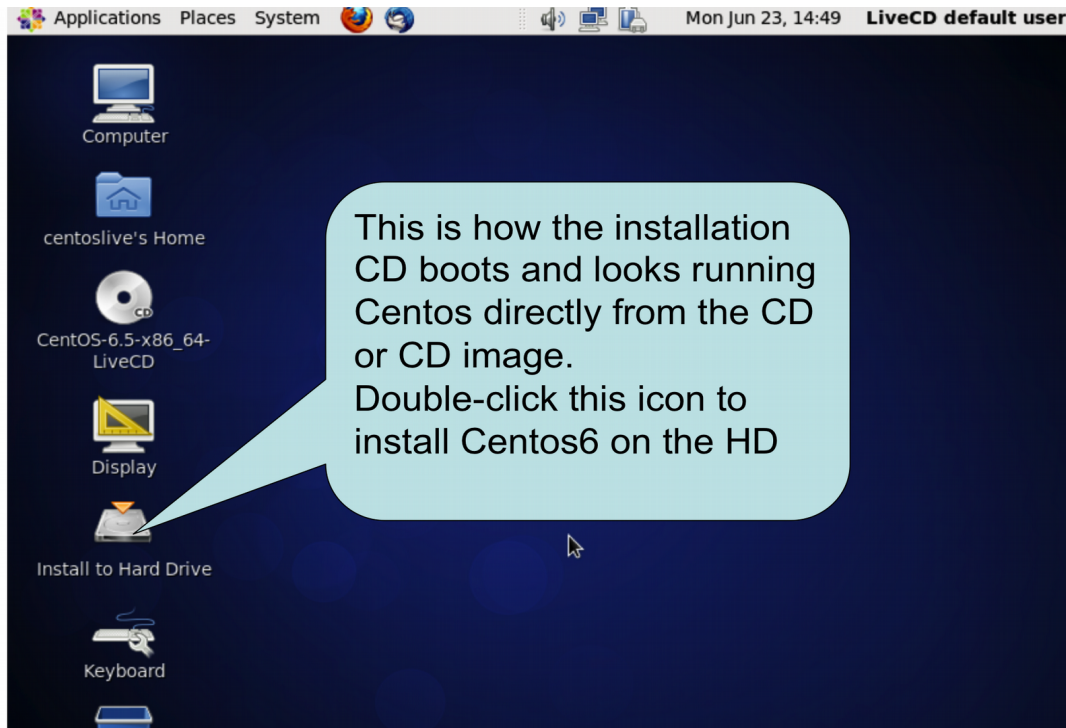 Applications Places System Mon Jun 23, 14:49 LiveCD default user
Computer
centoslive's Home
CD
CentOS-6.5-x86_64-
LiveCD
Display
Install to Hard Drive
Keyboard
This is how the installation
CD boots and looks running
Centos directly from the CD
or CD image.
Double-click this icon to
install Centos6 on the HD